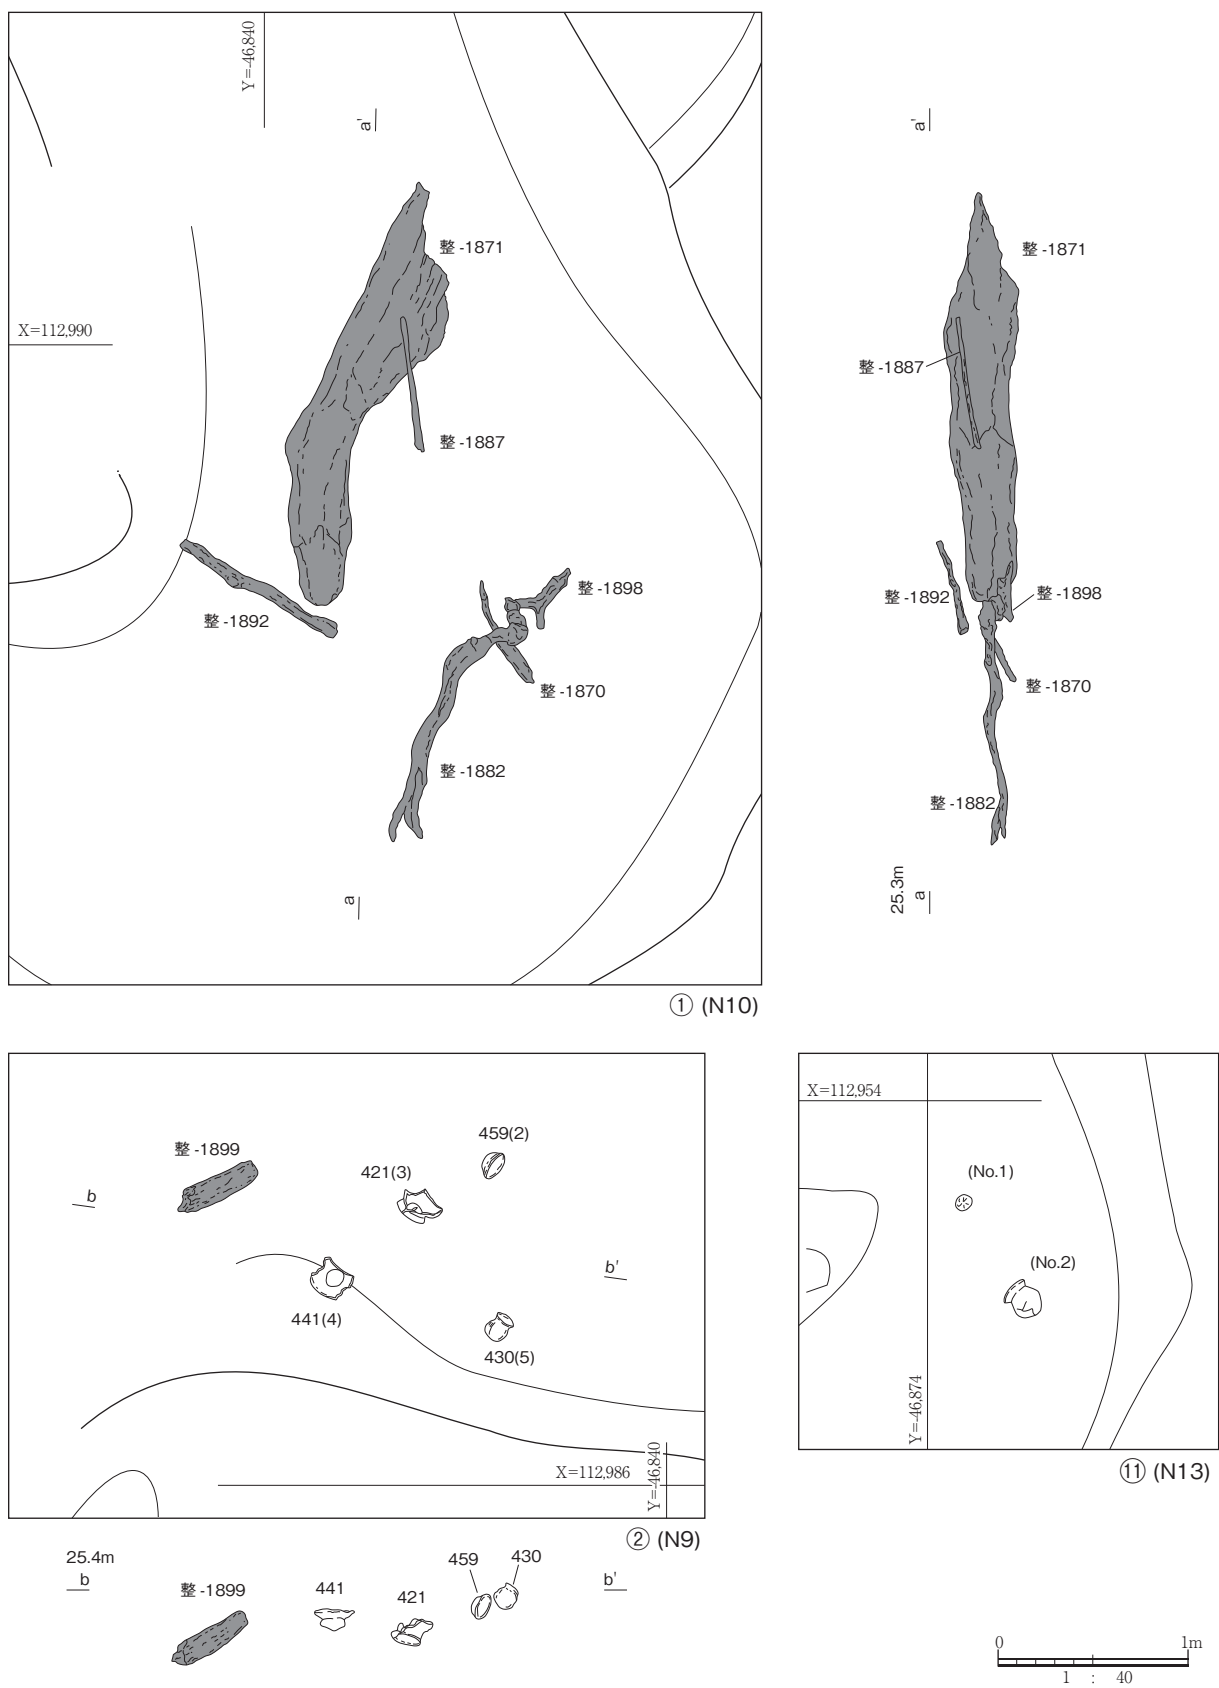 Y=-46,840
a'
整 -1871
X=112,990
整 -1887
整 -1892
整 -1898
整 -1870
整 -1882
a
① (N10)
a'
整 -1871
整 -1887
整 -1892
整 -1898
整 -1870
整 -1882
25.3m
a
整 -1899
459(2)
421(3)
b
b'
441(4)
430(5)
X=112,986
Y=-46,840
② (N9)
X=112,954
(No.1)
(No.2)
Y=-46,874
⑪ (N13)
25.4m
b
整 -1899
441
421
459
430
b'
0 1m
1 : 40